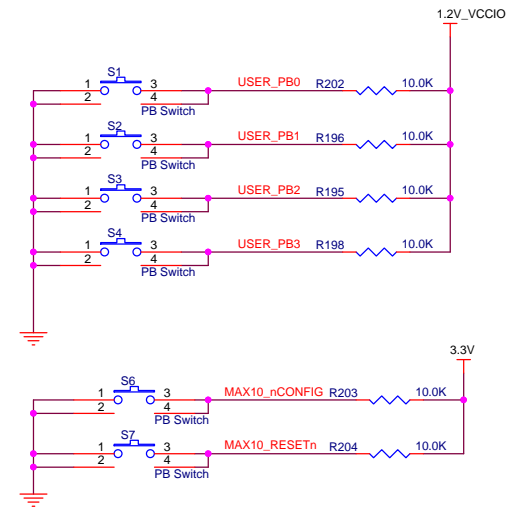 1.2V_VCCIO
S1
1 3 USER_PB0 R202 10.0K
2 4
PB Switch
S2
1 3 USER_PB1 R196 10.0K
2 4
PB Switch
S3
1 3 USER_PB2 R195 10.0K
2 4
PB Switch
S4
1 3 USER_PB3 R198 10.0K
2 4
PB Switch
3.3V
S6
1 3 MAX10_nCONFIG R203 10.0K
2 4
PB Switch
S7
1 3 MAX10_RESETn R204 10.0K
2 4
PB Switch